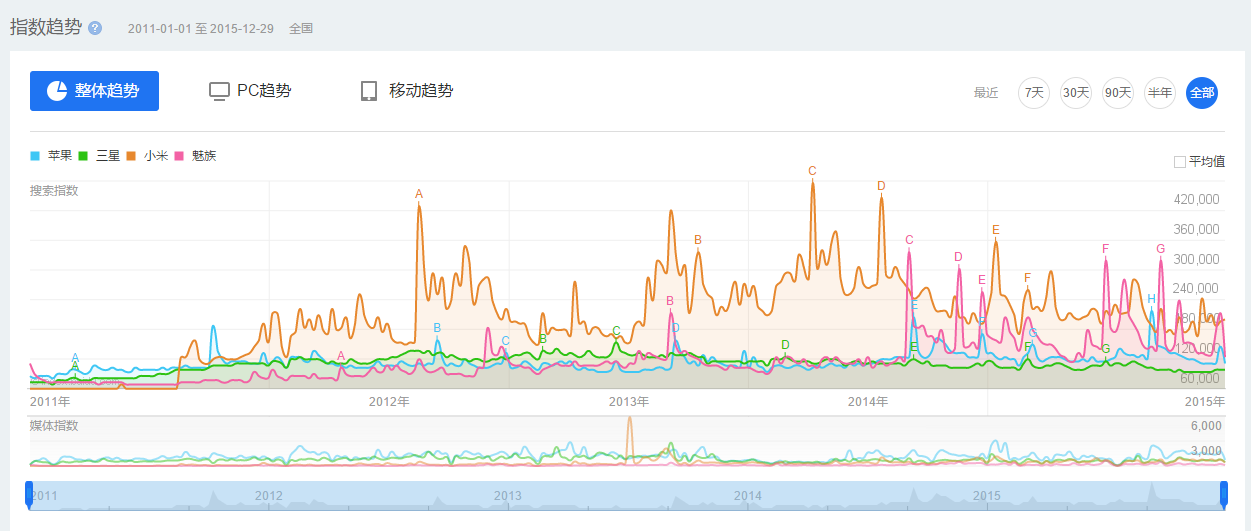 指数趋势 ? 2011-01-01 至 2015-12-29 全国
整体趋势 PC趋势 移动趋势 最近 7天 30天 90天 半年 全部
苹果 三星 小米 魅族
平均值
搜索指数
420,000
360,000
300,000
240,000
180,000
120,000
60,000
C
D
A
E
B
C
F
G
D
E
F
H
B
E
B
D
G
C
B
C
A
A
D
E
F
G
2011年 2012年 2013年 2014年 2015年
媒体指数
6,000
3,000
2011 2012 2013 2014 2015